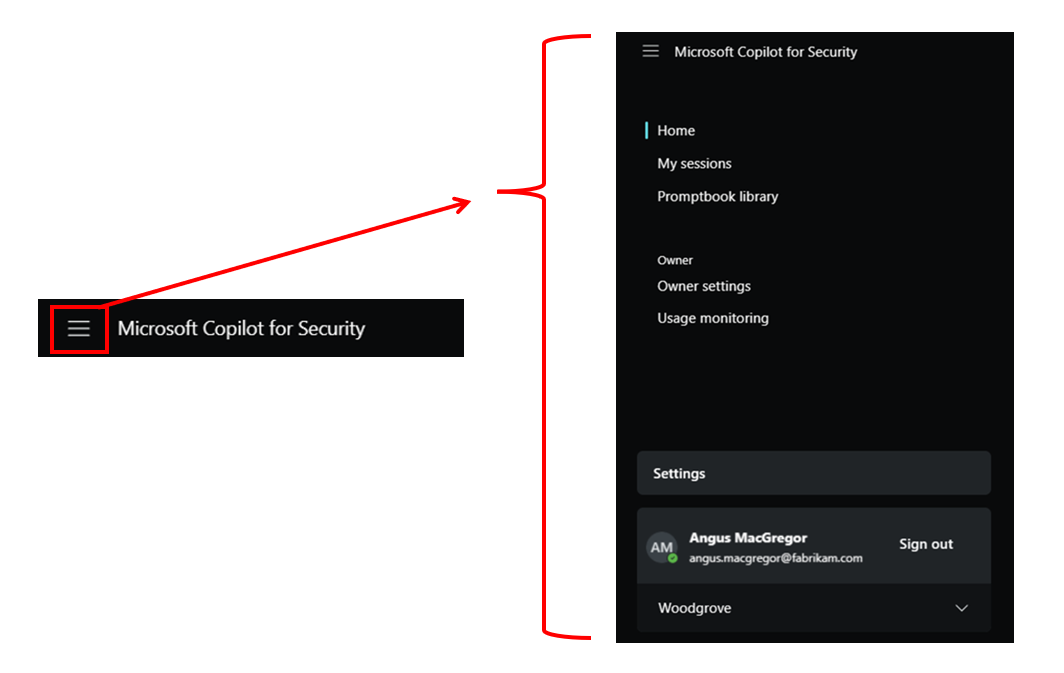 Microsoft Copilot for Security
Microsoft Copilot for Security
Home
My sessions
Promptbook library
Owner
Owner settings
Usage monitoring
Settings
AM
Angus MacGregor
angus.macgregor@fabrikam.com
Sign out
Woodgrove